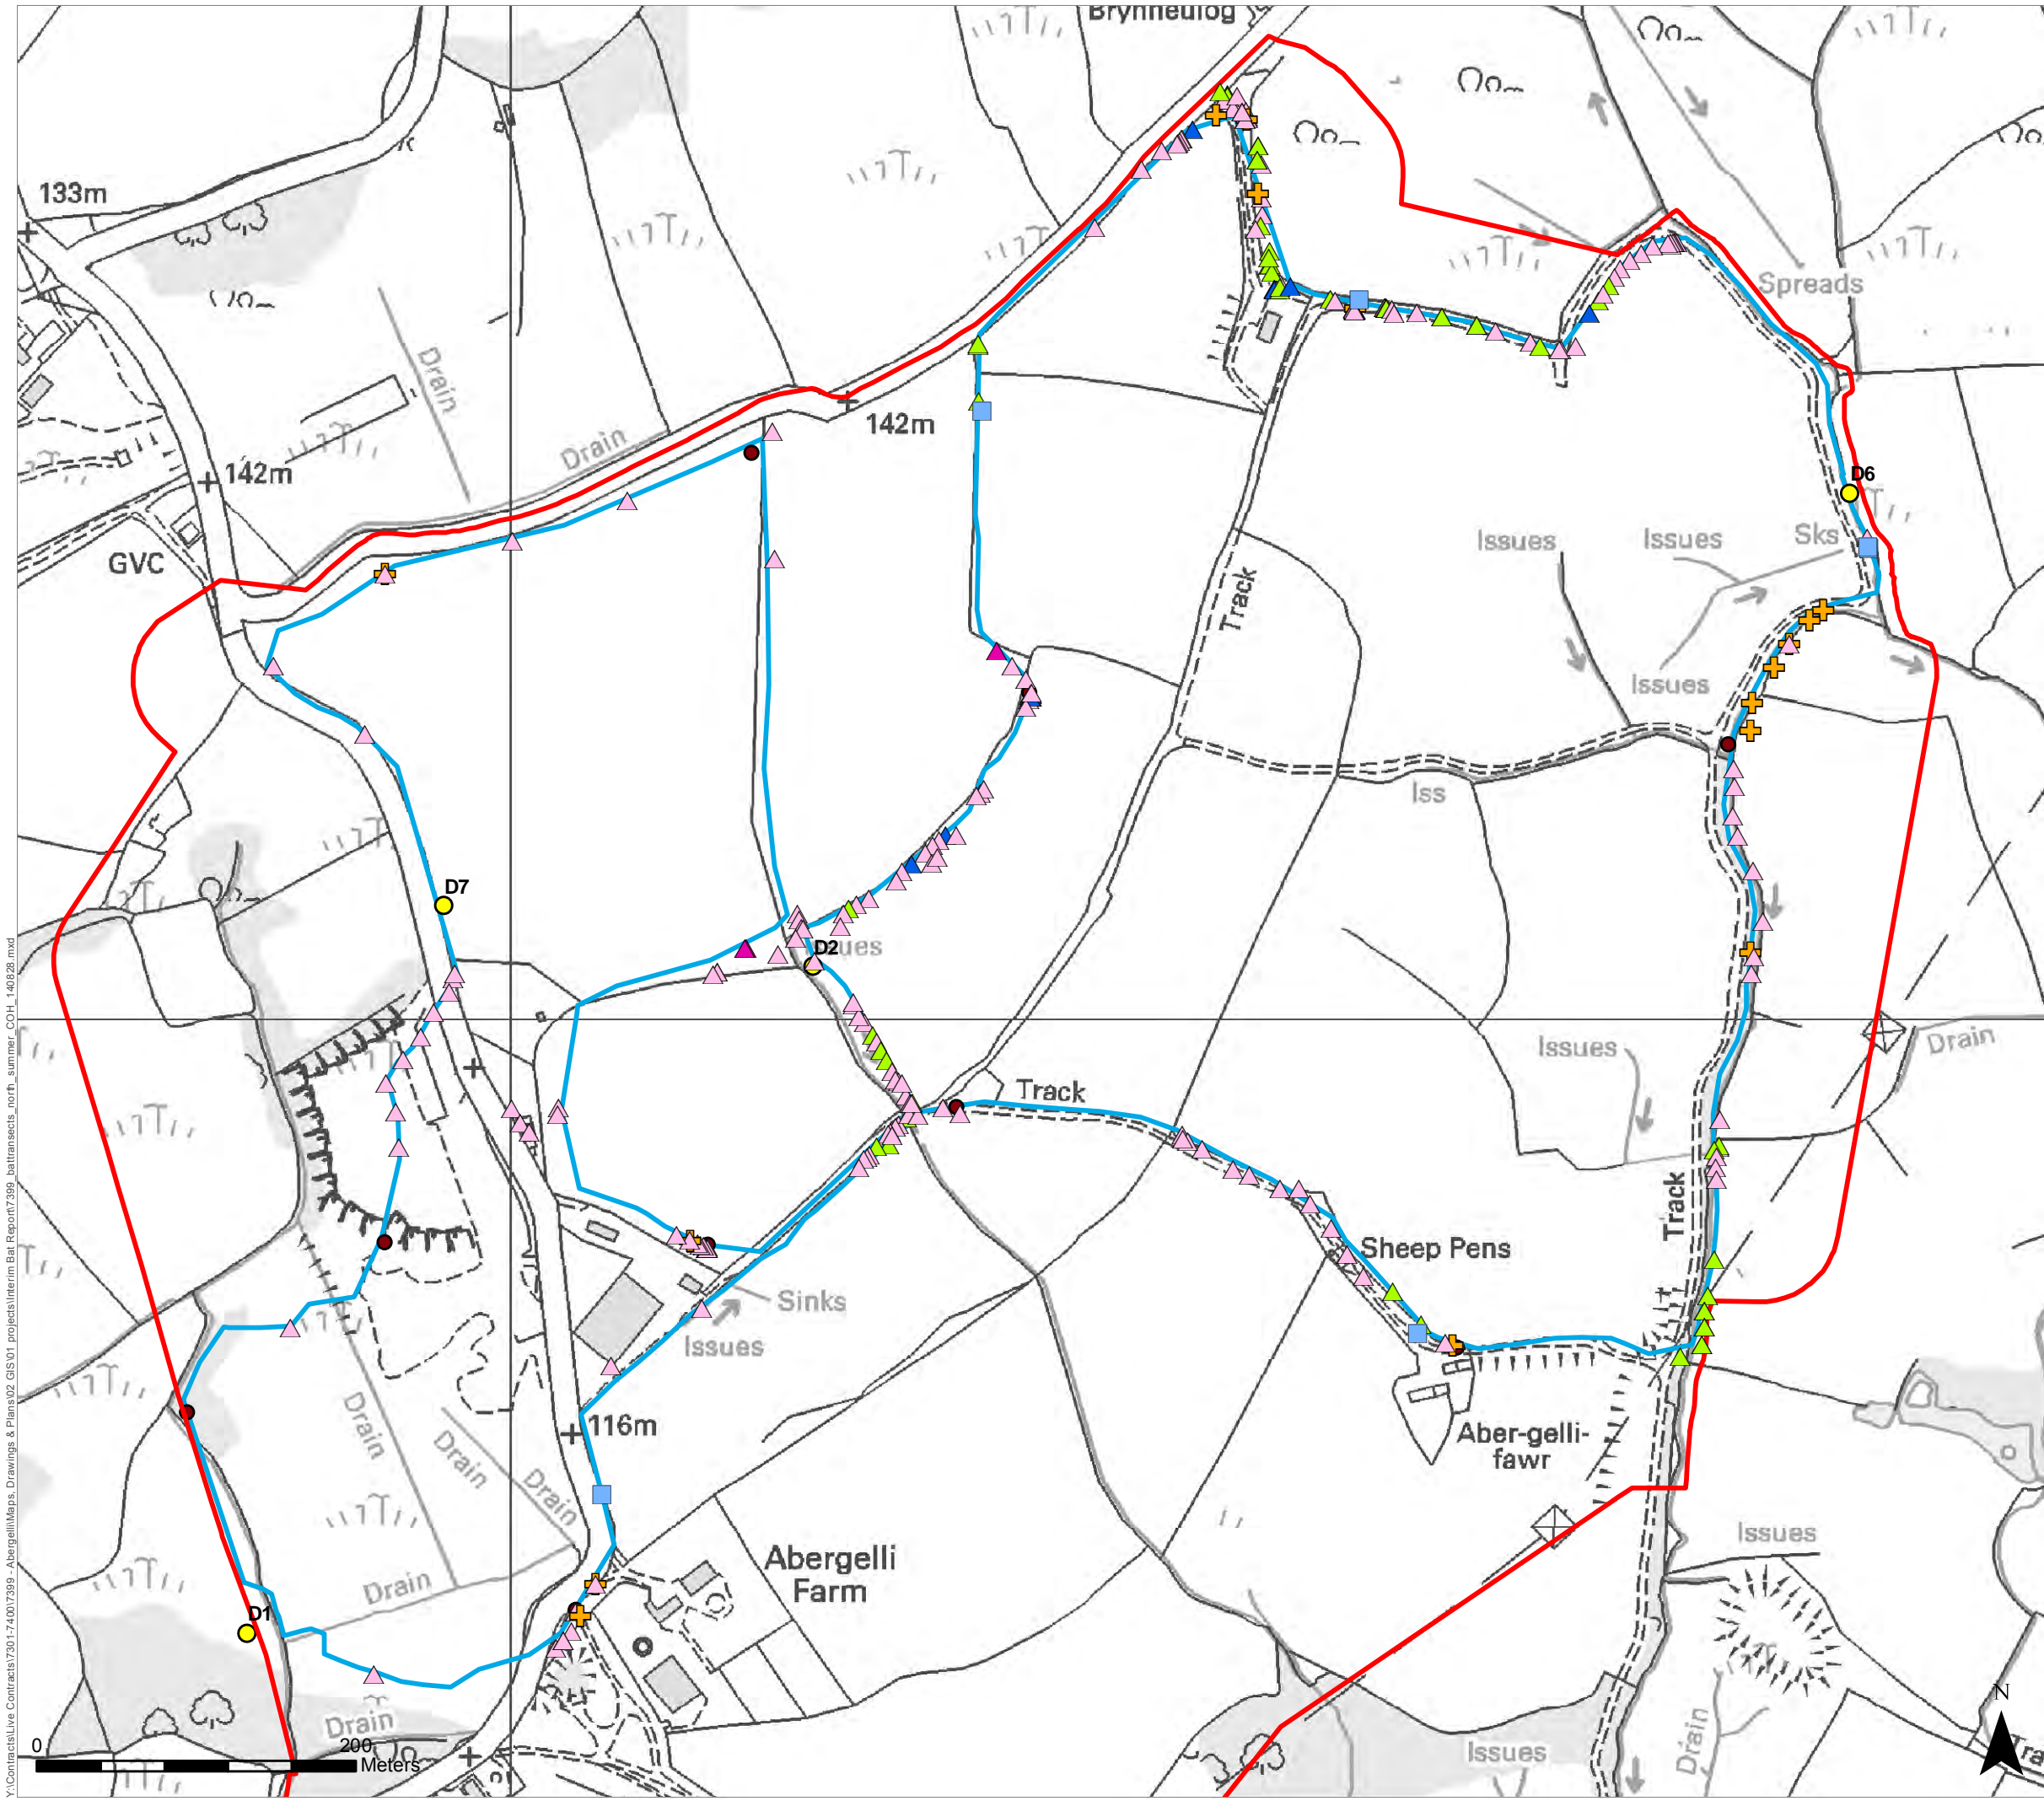 Brynneuog
133m
Spreads
Drain
142m
Drain
142m
D6
GVC
Issues
Issues
Sks
Track
Issues
Iss
D7
D2
Issues
Drain
Track
Track
Sheep Pens
Sinks
Issues
116m
Drain
Drain
Drain
Aber-gelli-
fawr
Issues
Abergelli
Farm
Drain
D1
Drain
Issues
Drain
N
0
200
Meters
Y:\Contracts\Live Contracts\7301-7400\7399 - Abergelli\Maps, Drawings & Plans\02 GIS\01 projects\Interim Bat Report\7399_battransects_north_summer_COH_140828.mxd